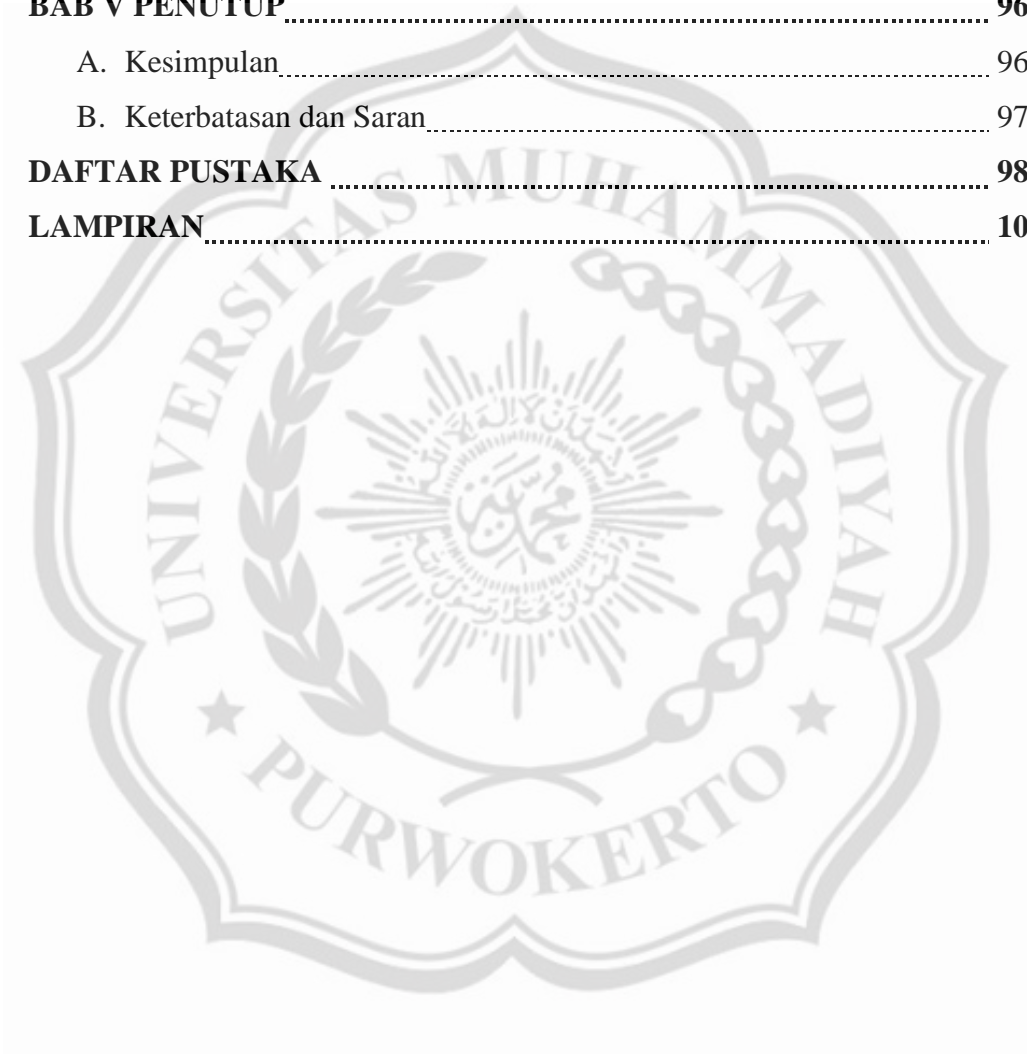 BAB V PENUTUP 96
A. Kesimpulan 96
B. Keterbatasan dan Saran 97
DAFTAR PUSTAKA 98
LAMPIRAN 10
UNIVERSITAS MUHAMMADIYAH
PURWOKERTO